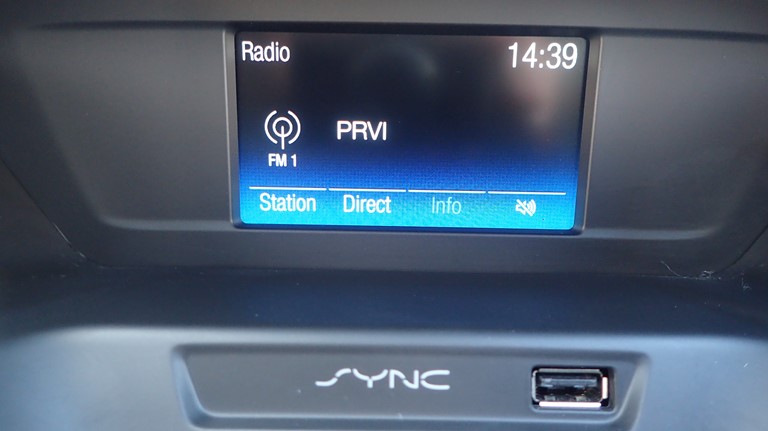 Radio 14:39
PRVI
FM 1
Station Direct Info
SYNC